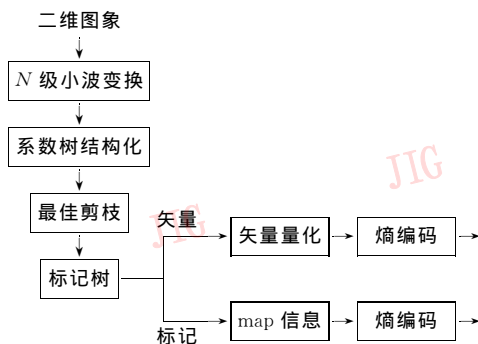 二维图象
N 级小波变换
系数树结构化
最佳剪枝
标记树
矢量
矢量量化
熵编码
标记
map 信息
熵编码
JIG
JIG